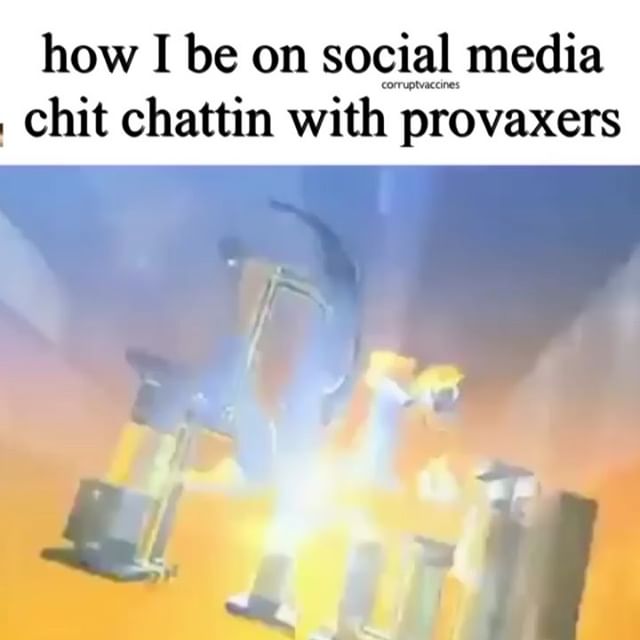 how I be on social media
corruptvaccines
chit chattin with provaxers